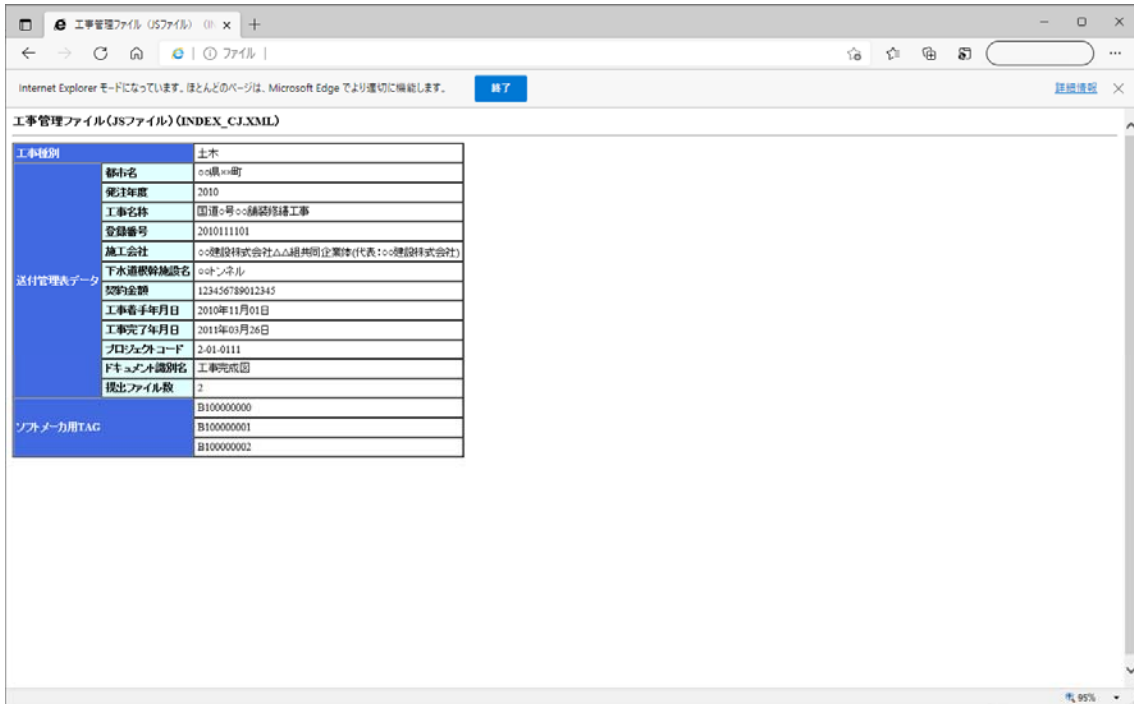 工事管理ファイル（JSファイル）（IN
ファイル
Internet Explorer モードになっています。ほとんどのページは、Microsoft Edge でより適切に機能します。 終了 詳細情報
工事管理ファイル(JSファイル)(INDEX_CJ.XML)
工事種別 土木
送付管理表データ
都市名 ○○県××町
発注年度 2010
工事名称 国道○号○○舗装修繕工事
登録番号 2010111101
施工会社 ○○建設株式会社△△組共同企業体(代表:○○建設株式会社)
下水道根幹施設名 ○○トンネル
契約金額 123456789012345
工事着手年月日 2010年11月01日
工事完了年月日 2011年03月26日
プロジェクトコード 2-01-0111
ドキュメント識別名 工事完成図
提出ファイル数 2
ソフトメーカ用TAG
B100000000
B100000001
B100000002
95%